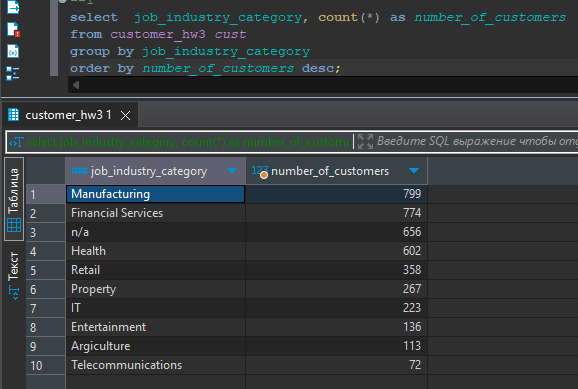 select job_industry_category, count(*) as number_of_customers
from customer_hw3 cust
group by job_industry_category
order by number_of_customers desc;
customer_hw3 1
select job_industry_category, count(*) as number_of_custome
Введите SQL выражение чтобы
Таблица
Текст
job_industry_category number_of_customers
1 Manufacturing 799
2 Financial Services 774
3 n/a 656
4 Health 602
5 Retail 358
6 Property 267
7 IT 223
8 Entertainment 136
9 Argiculture 113
10 Telecommunications 72